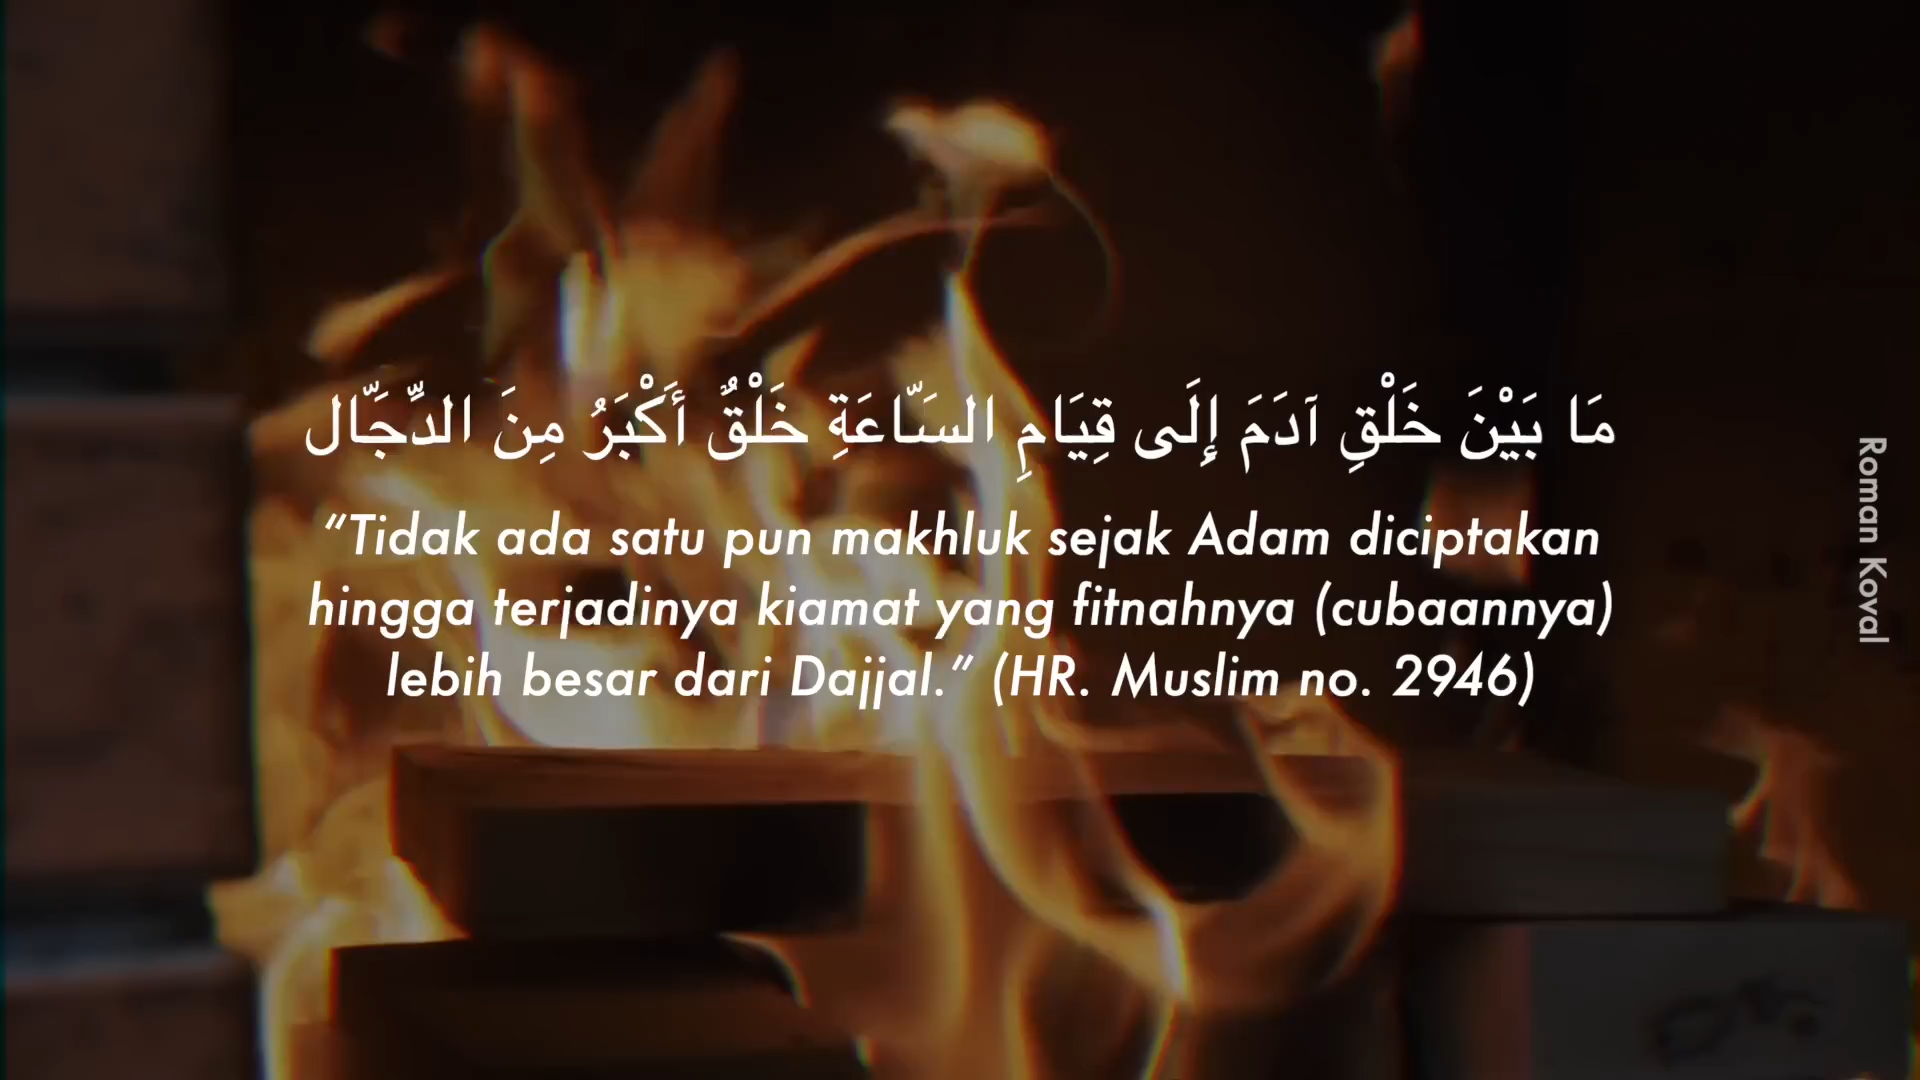 مَا بَيْنَ خَلْقِ آدَمَ إِلَى قِيَامِ السَّاعَةِ خَلْقٌ أَكْبَرُ مِنَ الدِّجَّال
“Tidak ada satu pun makhluk sejak Adam diciptakan
hingga terjadinya kiamat yang fitnahnya (cubaannya)
lebih besar dari Dajjal.” (HR. Muslim no. 2946)
Roman Koval